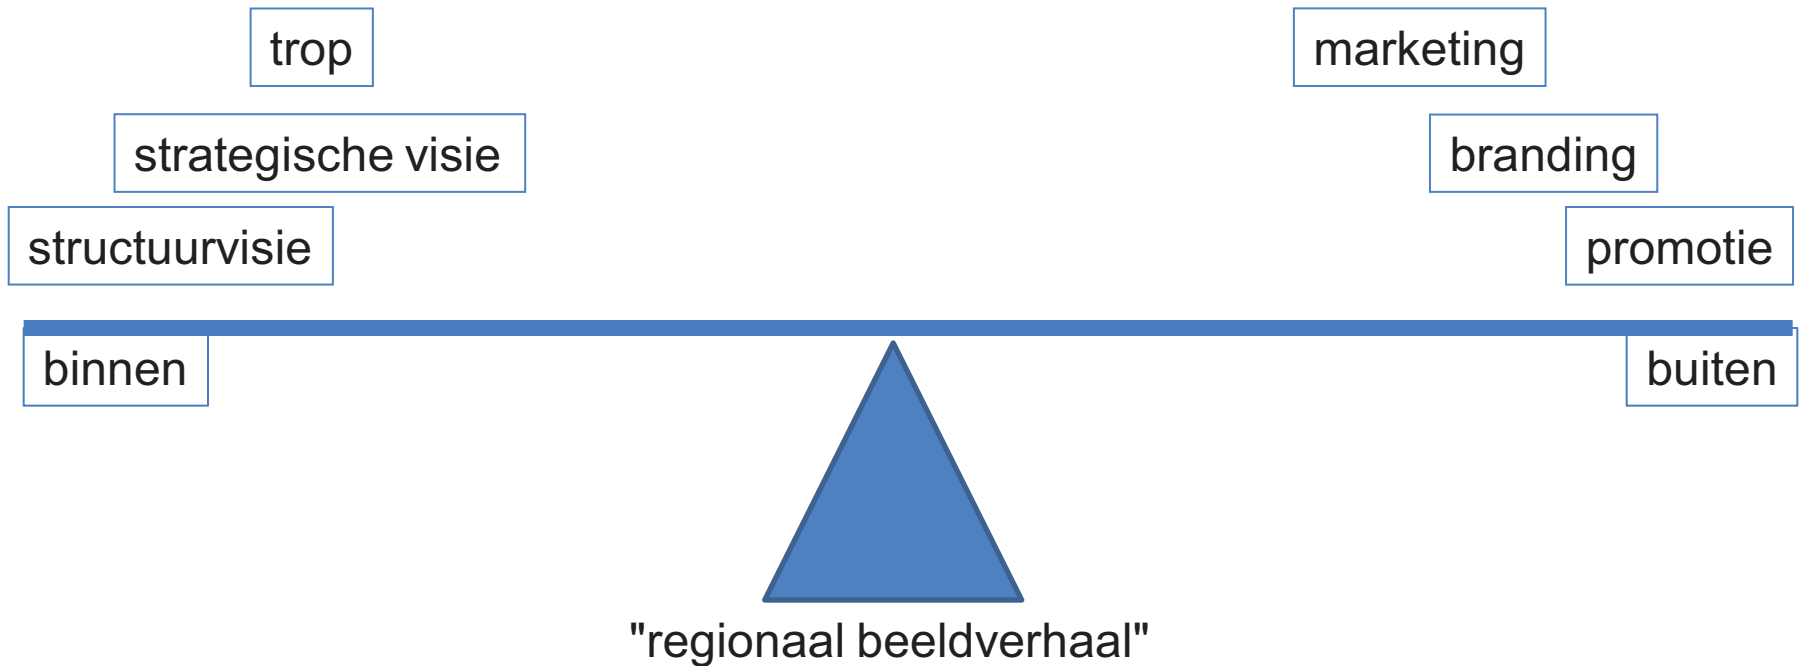 trop
marketing
strategische visie
branding
structuurvisie
promotie
binnen
buiten
"regionaal beeldverhaal"